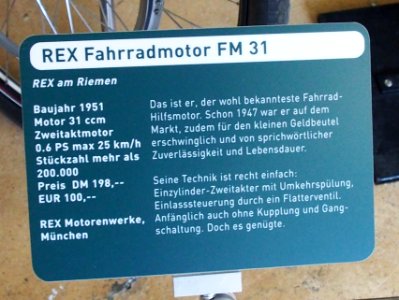 REX Fahrradmotor FM 31
REX am Riemen
Baujahr 1951
Motor 31 ccm
Zweitaktmotor
0.6 PS max 25 km/h
Stückzahl mehr als
200.000
Preis DM 198,--
EUR 100,--
REX Motorenwerke,
München
Das ist er, der wohl bekannteste Fahrrad-
Hilfsmotor. Schon 1947 war er auf dem
Markt, zudem für den kleinen Geldbeutel
erschwinglich und von sprichwörtlicher
Zuverlässigkeit und Lebensdauer.
Seine Technik ist recht einfach:
Einzylinder-Zweitakter mit Umkehrspülung,
Einlasssteuerung durch ein Flatterventil.
Anfänglich auch ohne Kupplung und Gang-
schaltung. Doch es genügte.